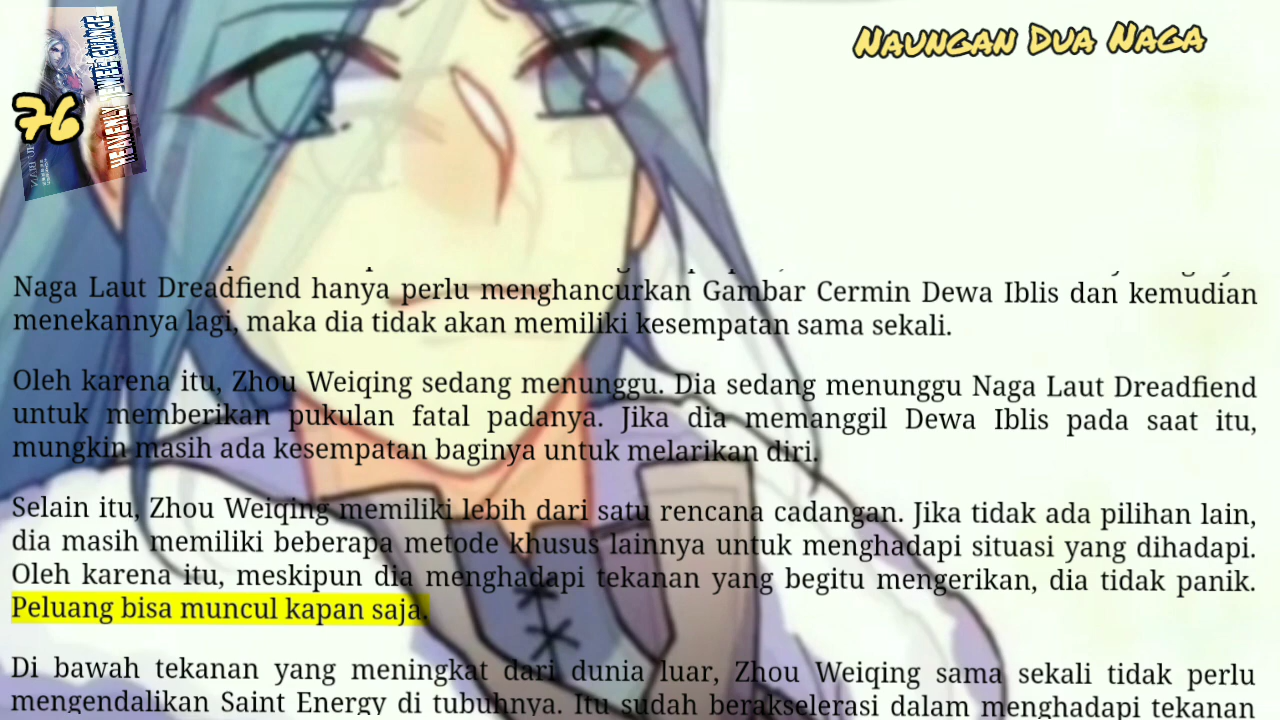 Naungan Dua Naga
76
HEAVENLY JEWEL
Naga Laut Dreadfiend hanya perlu menghancurkan Gambar Cermin Dewa Iblis dan kemudian
menekannya lagi, maka dia tidak akan memiliki kesempatan sama sekali.
Oleh karena itu, Zhou Weiqing sedang menunggu. Dia sedang menunggu Naga Laut Dreadfiend
untuk memberikan pukulan fatal padanya. Jika dia memanggil Dewa Iblis pada saat itu,
mungkin masih ada kesempatan baginya untuk melarikan diri.
Selain itu, Zhou Weiqing memiliki lebih dari satu rencana cadangan. Jika tidak ada pilihan lain,
dia masih memiliki beberapa metode khusus lainnya untuk menghadapi situasi yang dihadapi.
Oleh karena itu, meskipun dia menghadapi tekanan yang begitu mengerikan, dia tidak panik.
Peluang bisa muncul kapan saja.
Di bawah tekanan yang meningkat dari dunia luar, Zhou Weiqing sama sekali tidak perlu
mengendalikan Saint Energy di tubuhnya. Itu sudah berakselerasi dalam menghadapi tekanan